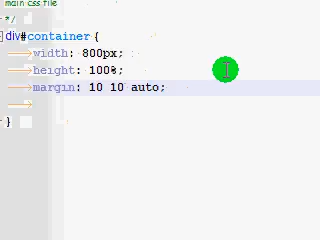 main css file
*/
div#container {
width: 800px;
height: 100%;
margin: 10 10 auto;
}